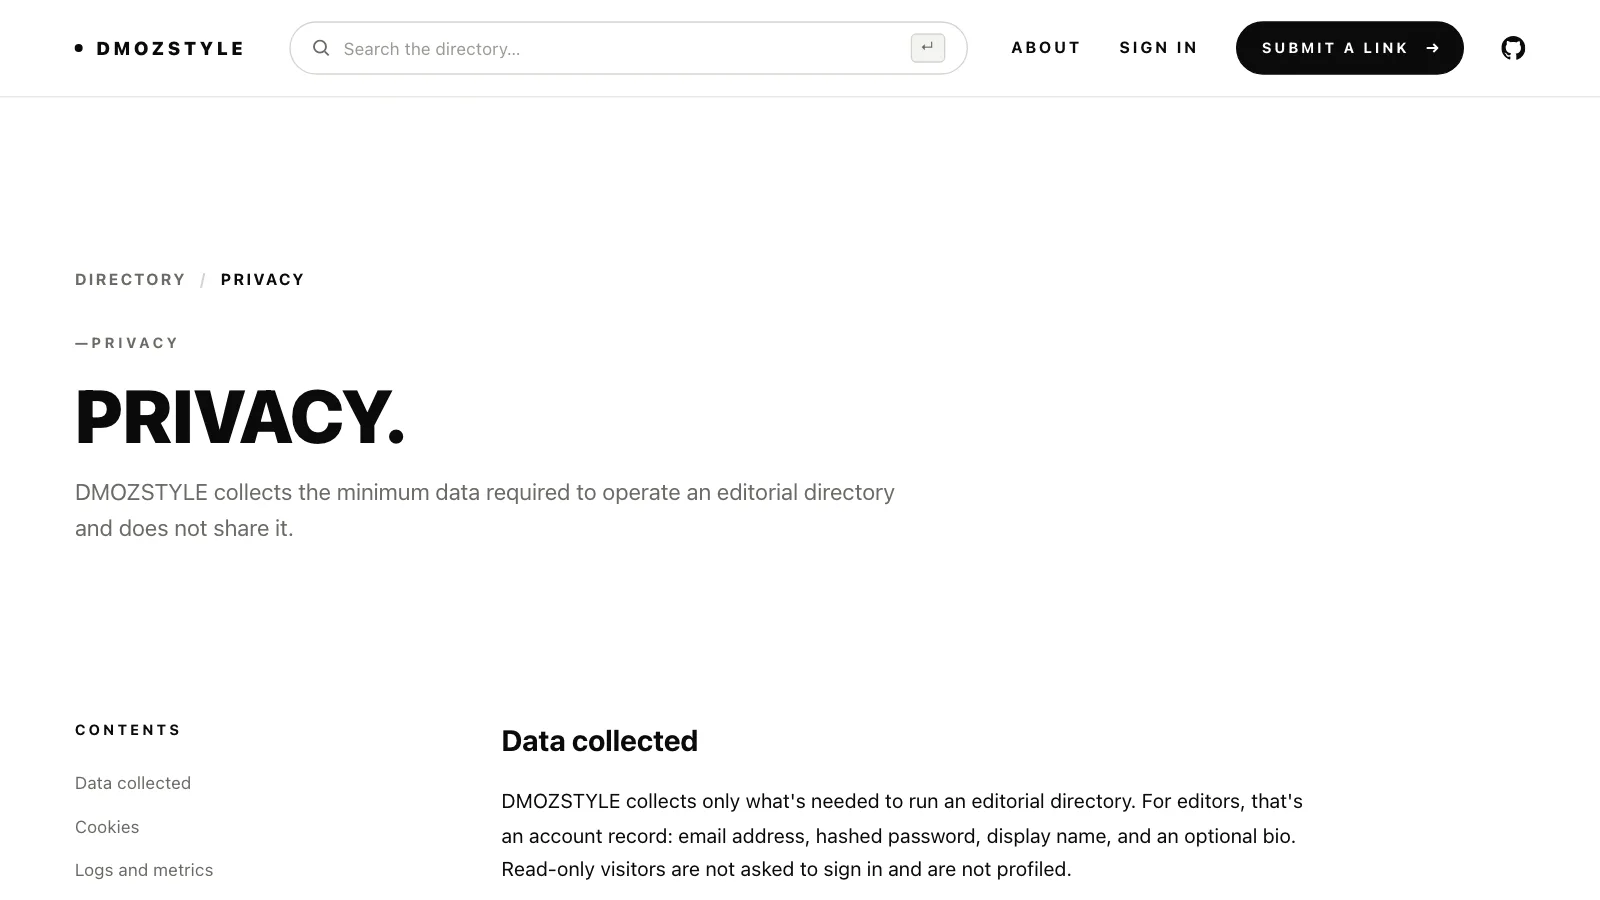 DMOZSTYLE
Search the directory...
ABOUT
SIGN IN
SUBMIT A LINK →
DIRECTORY / PRIVACY
—PRIVACY
PRIVACY.
DMOZSTYLE collects the minimum data required to operate an editorial directory
and does not share it.
CONTENTS
Data collected
Cookies
Logs and metrics
Data collected
DMOZSTYLE collects only what's needed to run an editorial directory. For editors, that's
an account record: email address, hashed password, display name, and an optional bio.
Read-only visitors are not asked to sign in and are not profiled.